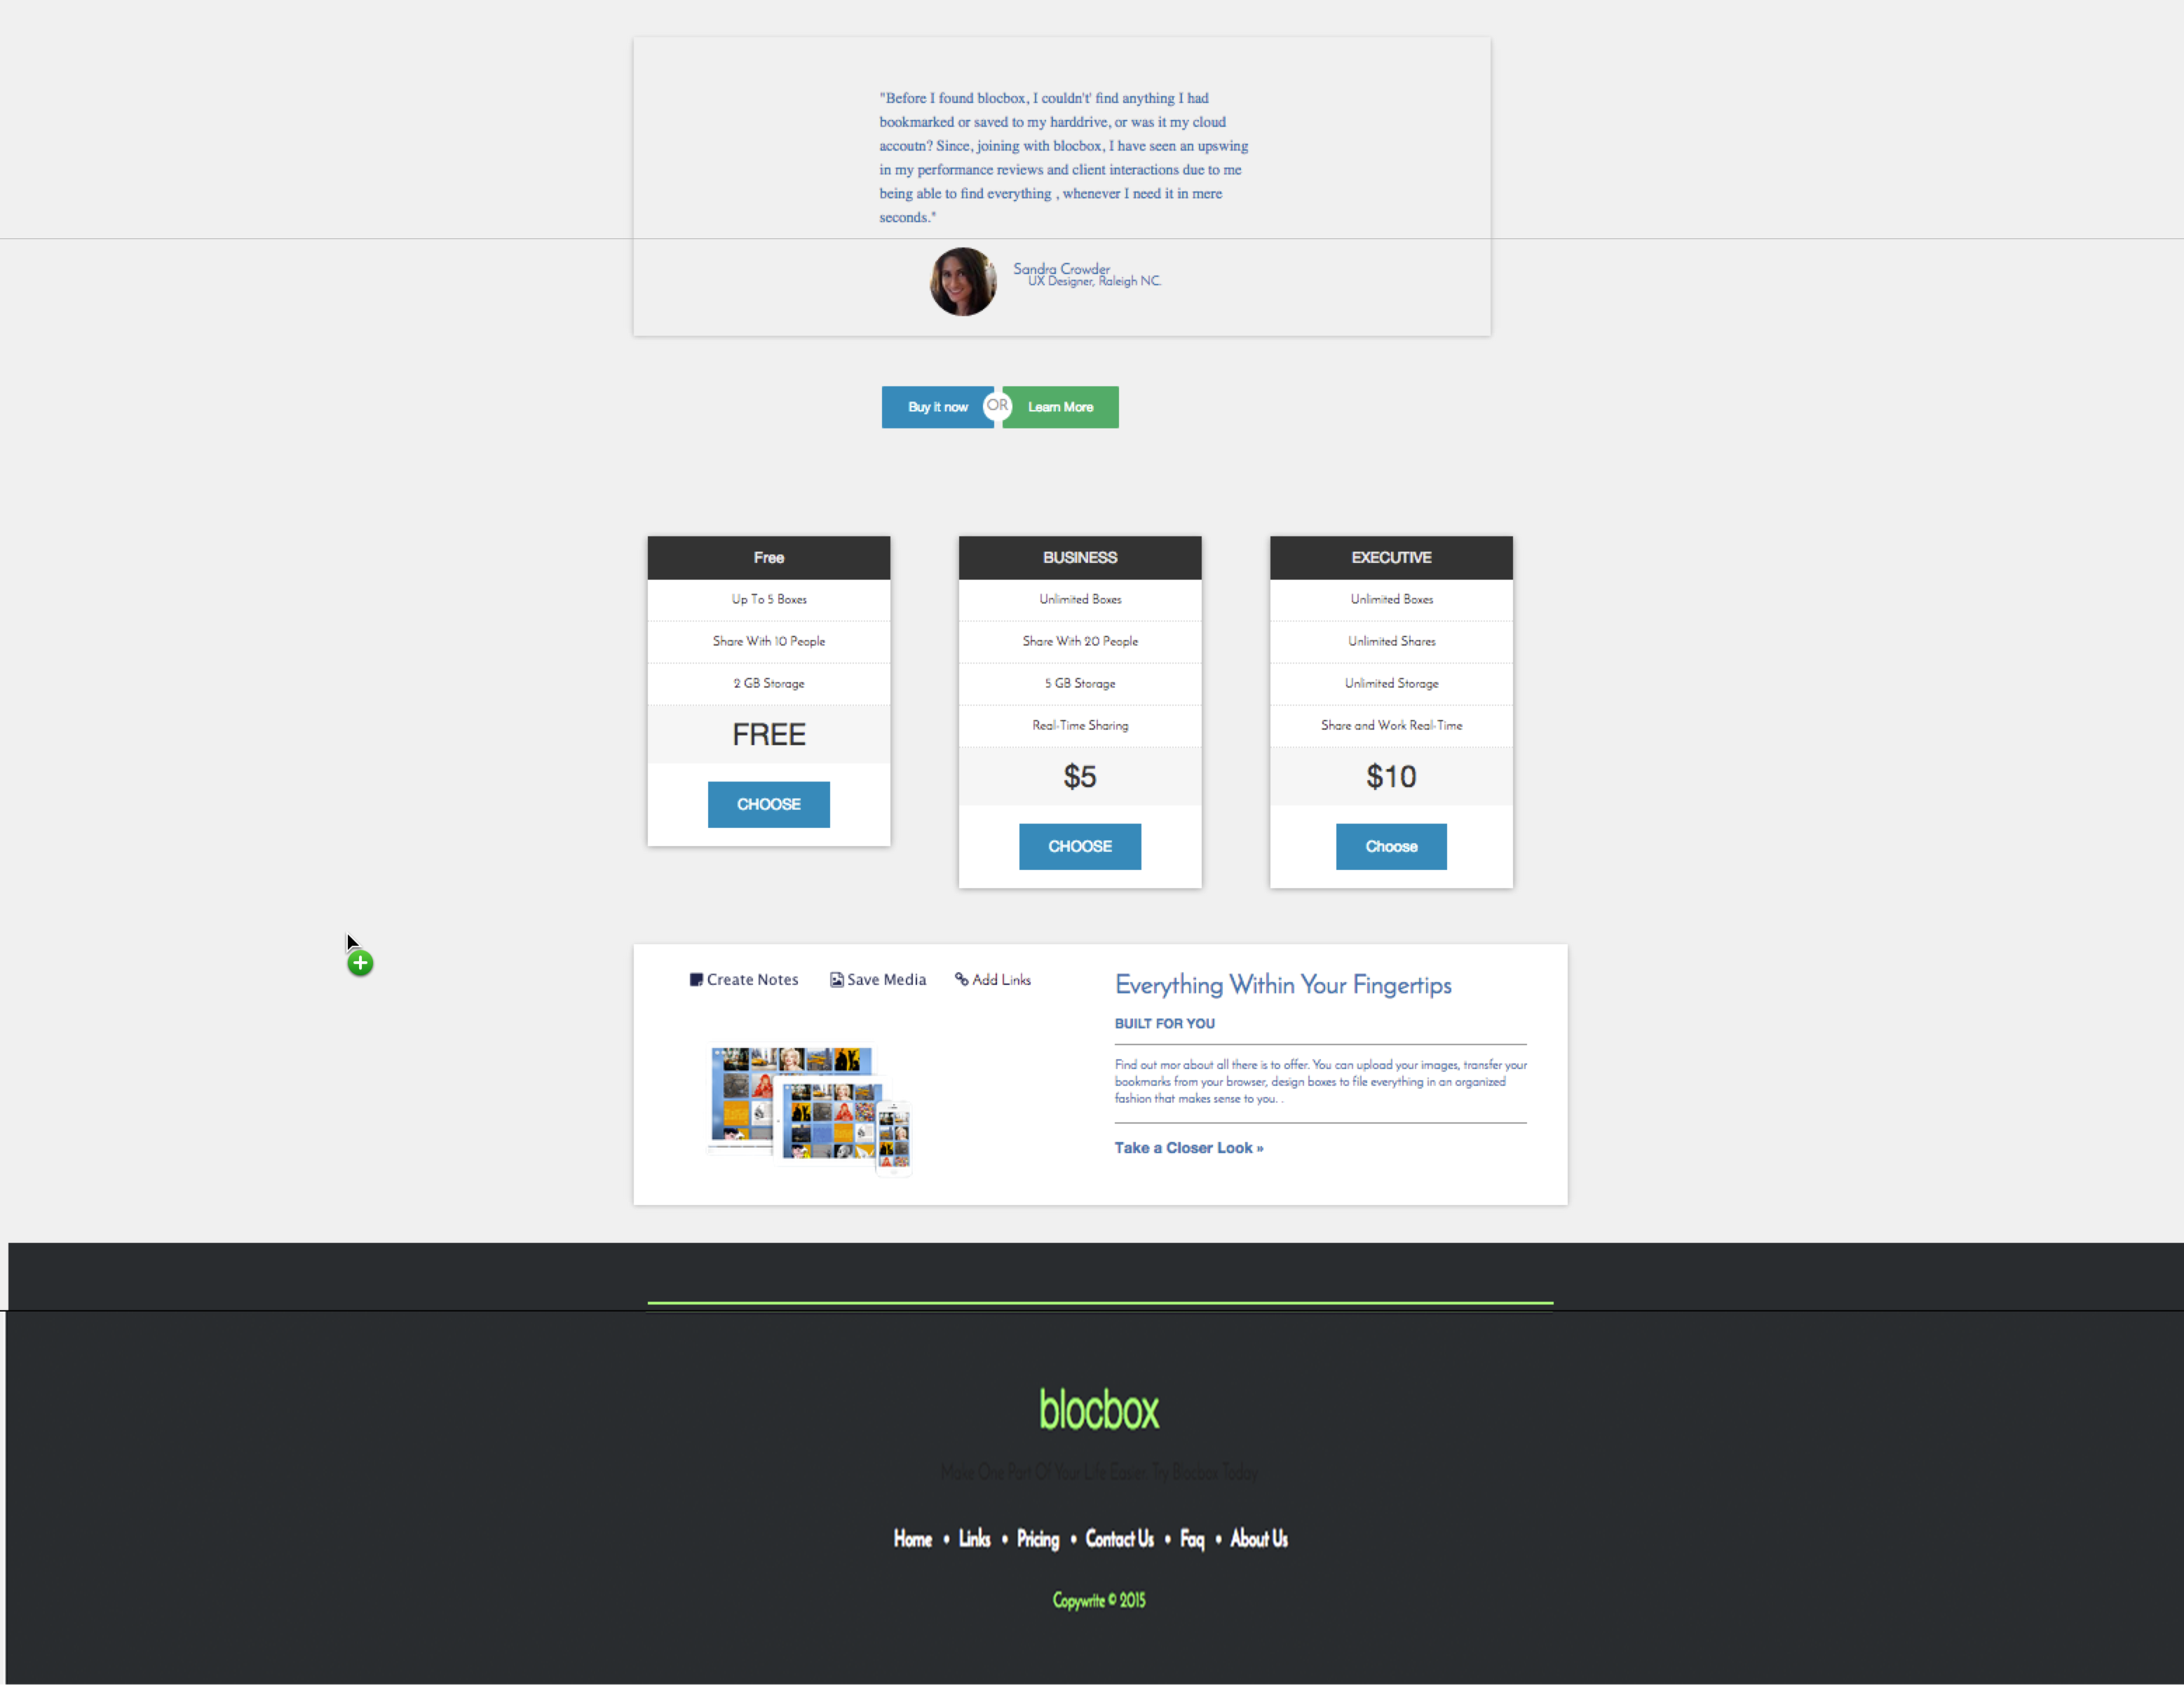 "Before I found blocbox, I couldn't' find anything I had
bookmarked or saved to my harddrive, or was it my cloud
accoutn? Since, joining with blocbox, I have seen an upswing
in my performance reviews and client interactions due to me
being able to find everything , whenever I need it in mere
seconds."
Sandra Crowder
UX Designer, Raleigh NC.
Buy it now OR Learn More
Free
Up To 5 Boxes
Share With 10 People
2 GB Storage
FREE
CHOOSE
BUSINESS
Unlimited Boxes
Share With 20 People
5 GB Storage
Real-Time Sharing
$5
CHOOSE
EXECUTIVE
Unlimited Boxes
Unlimited Shares
Unlimited Storage
Share and Work Real-Time
$10
Choose
Create Notes Save Media Add Links
Everything Within Your Fingertips
BUILT FOR YOU
Find out mor about all there is to offer. You can upload your images, transfer your
bookmarks from your browser, design boxes to file everything in an organized
fashion that makes sense to you. .
Take a Closer Look »
blocbox
Make One Part Of Your Life Easier. Try Blocbox Today
Home • Links • Pricing • Contact Us • Faq • About Us
Copywrite © 2015